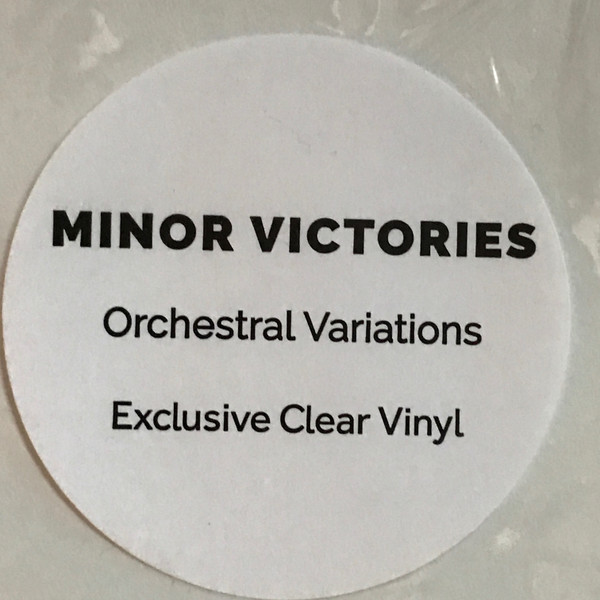 MINOR VICTORIES
Orchestral Variations
Exclusive Clear Vinyl